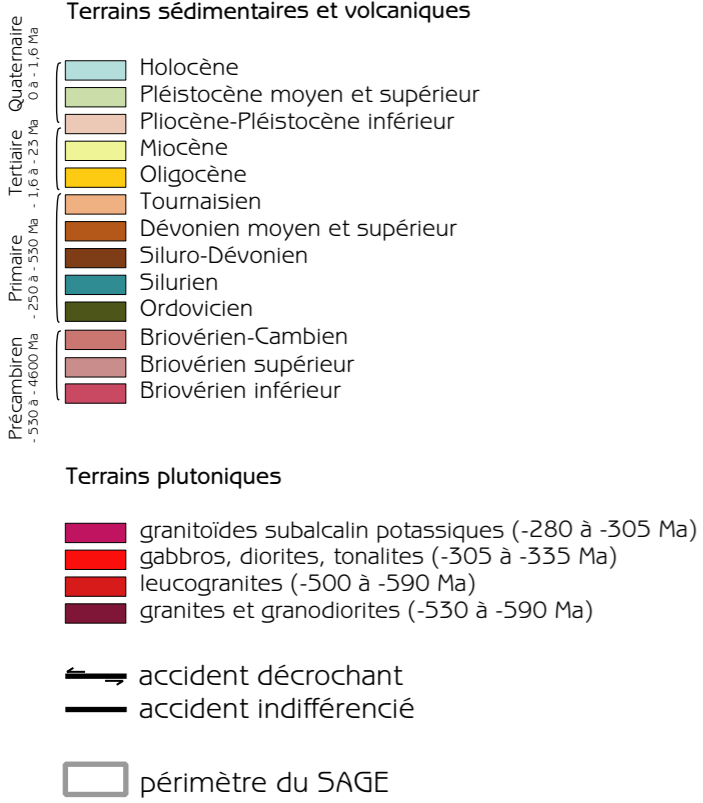 Terrains sédimentaires et volcaniques
Quaternaire
0 à - 1,6 Ma
Holocène
Pléistocène moyen et supérieur
Pliocène-Pléistocène inférieur
Tertiaire
- 1,6 à - 23 Ma
Miocène
Oligocène
Primaire
- 250 à - 530 Ma
Tournaisien
Dévonien moyen et supérieur
Siluro-Dévonien
Silurien
Ordovicien
Précambiren
- 530 à - 4600 Ma
Briovérien-Cambien
Briovérien supérieur
Briovérien inférieur
Terrains plutoniques
granitoïdes subalcalin potassiques (-280 à -305 Ma)
gabbros, diorites, tonalites (-305 à -335 Ma)
leucogranites (-500 à -590 Ma)
granites et granodiorites (-530 à -590 Ma)
accident décrochant
accident indifférencié
périmètre du SAGE